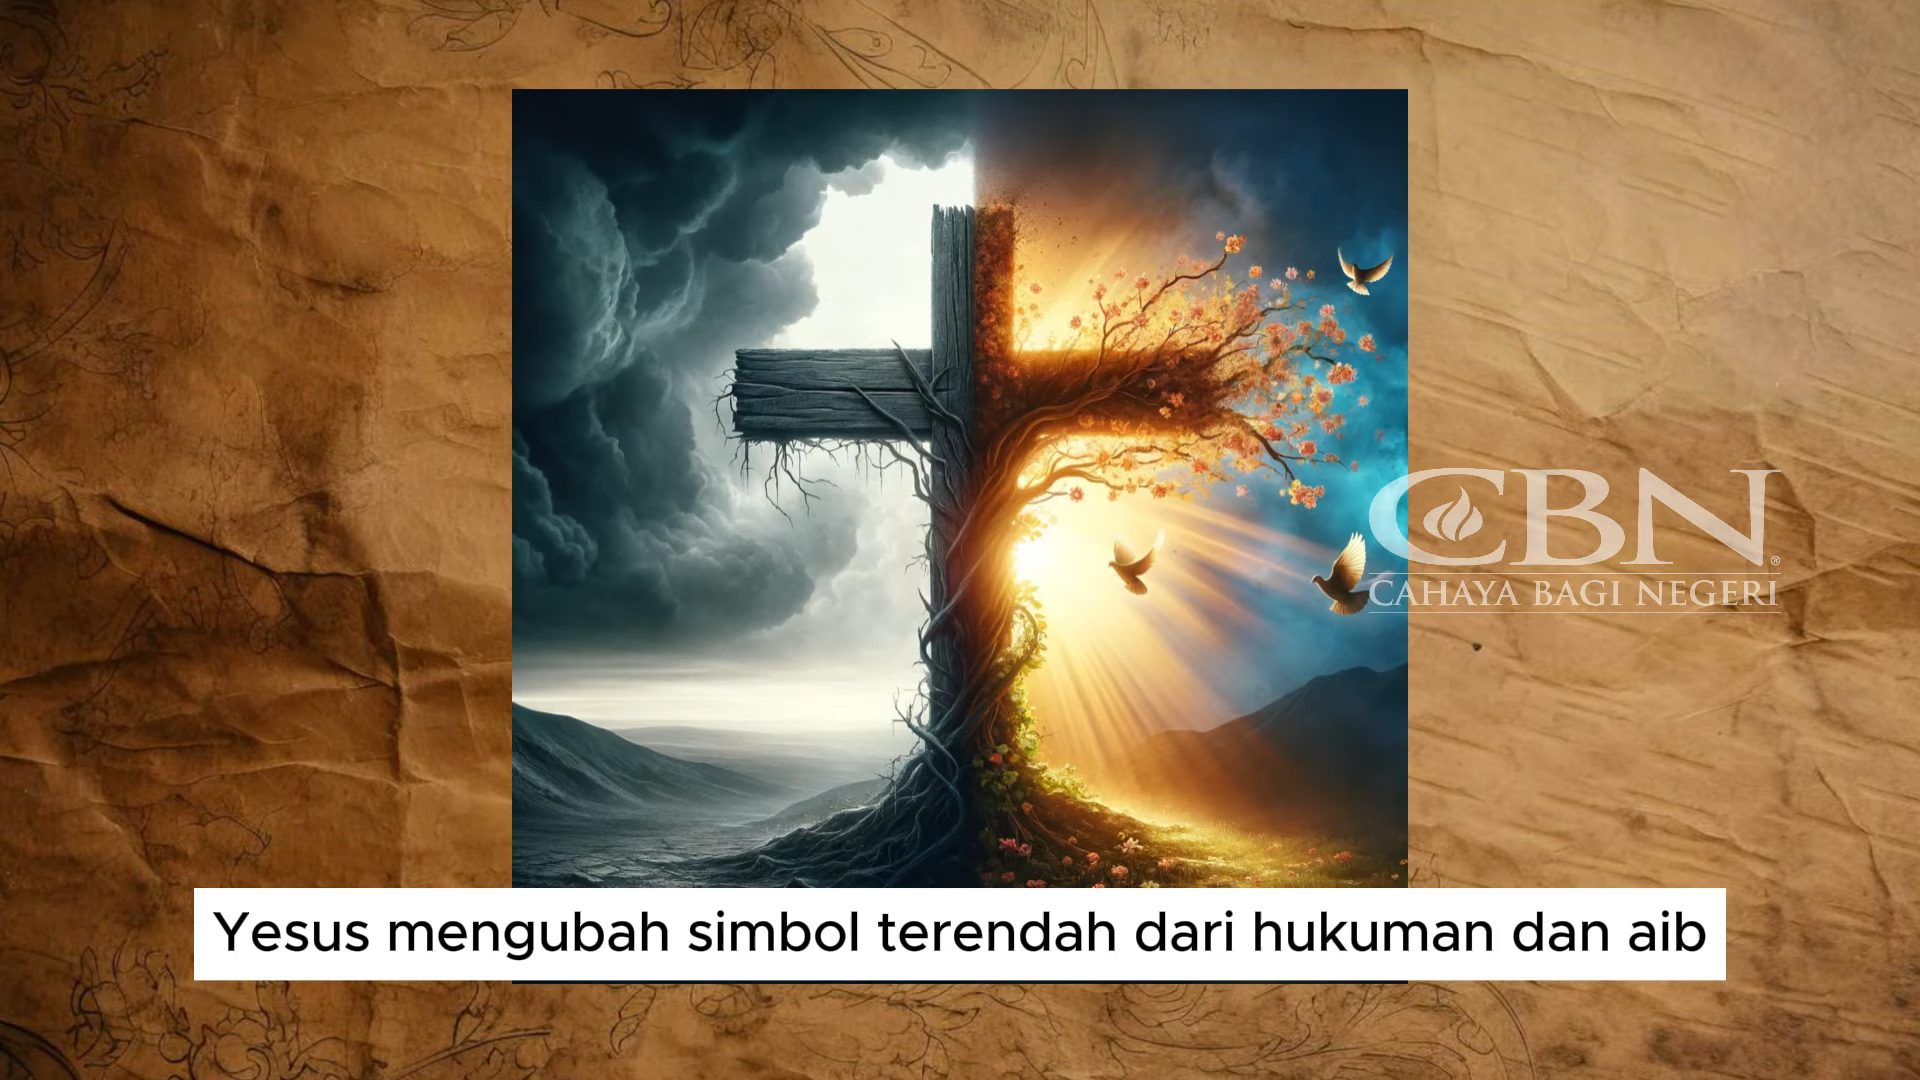 CBN®
CAHAYA BAGI NEGERI
Yesus mengubah simbol terendah dari hukuman dan aib